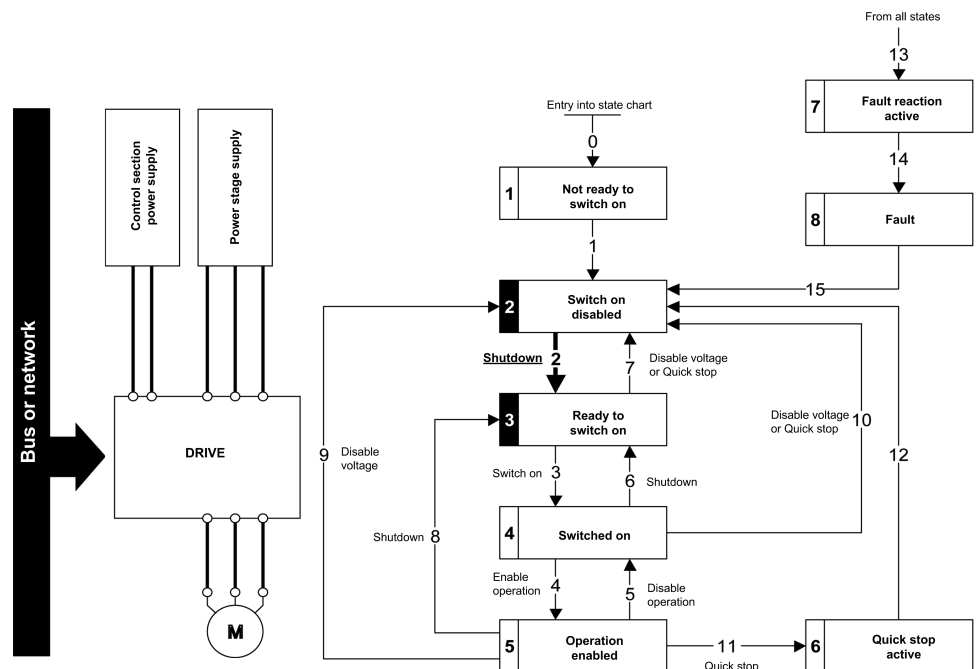 From all states
13
7
Fault reaction
active
14
8
Fault
15
Entry into state chart
0
1
Not ready to
switch on
1
2
Switch on
disabled
Shutdown 2
7
Disable voltage
or Quick stop
3
Ready to
switch on
Switch on 3
6 Shutdown
4
Switched on
Enable
operation
4
5
Disable
operation
5
Operation
enabled
11
Quick stop
6
Quick stop
active
12
Disable voltage
or Quick stop
10
9
Disable
voltage
Shutdown 8
Bus or network
Control section
power supply
Power stage supply
DRIVE
M